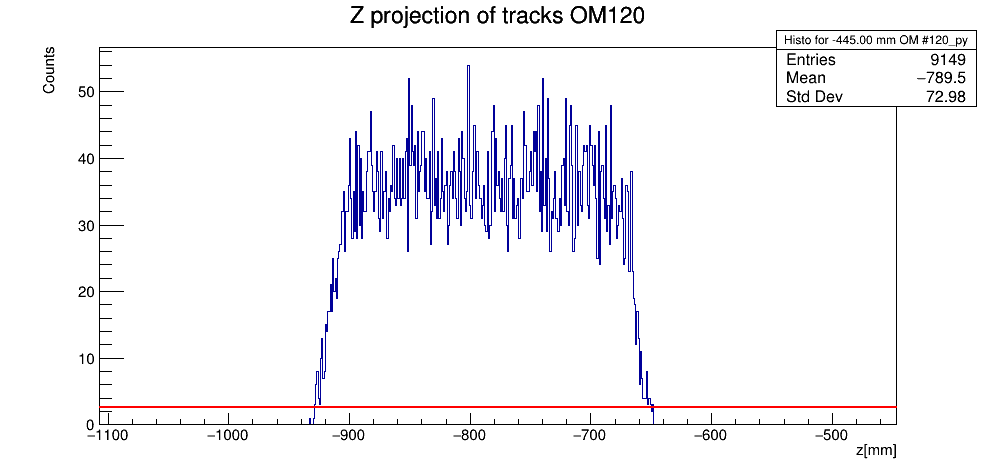 Z projection of tracks OM120
Histo for -445.00 mm OM #120_py
Entries 9149
Mean −789.5
Std Dev 72.98
Counts
50
40
30
20
10
0
−1100 −1000 −900 −800 −700 −600 −500
z[mm]